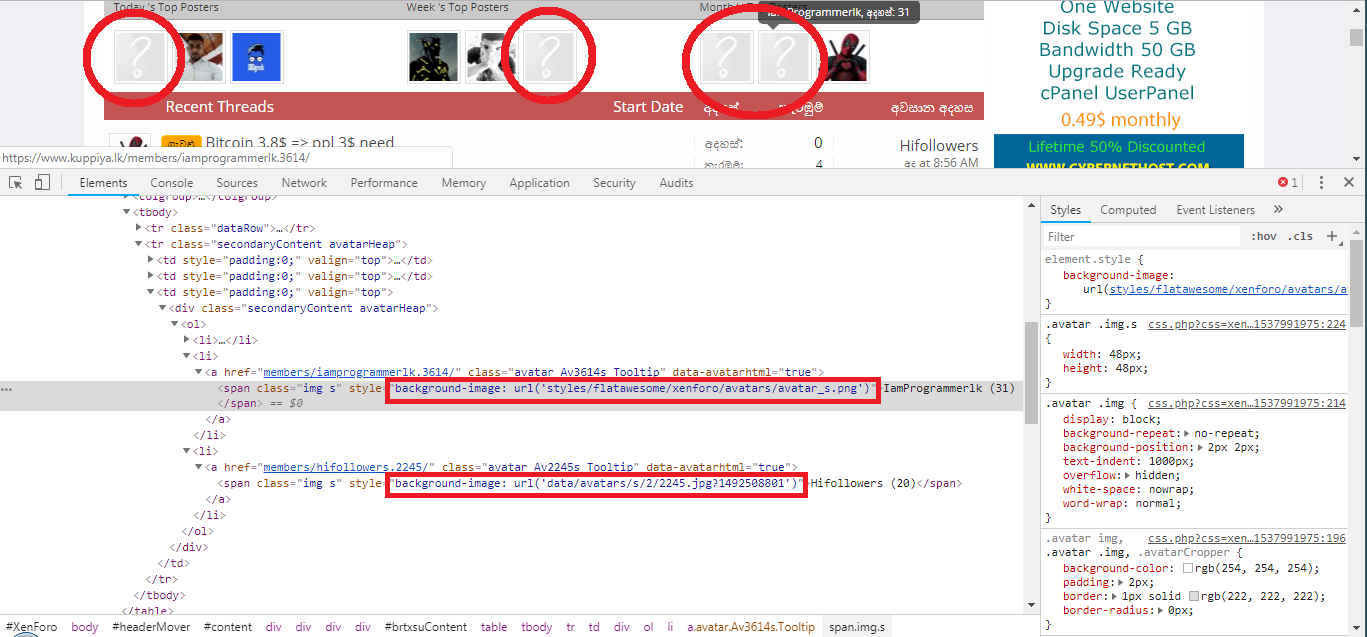 Today 's Top Posters
Week 's Top Posters
IamProgrammerlk, අදහස්: 31
Recent Threads
Start Date
අවසාන අදහස
Bitcoin 3.8$ => ppl 3$ need
අදහස්: 0
4
Hifollowers
අද at 8:56 AM
One Website
Disk Space 5 GB
Bandwidth 50 GB
Upgrade Ready
cPanel UserPanel
0.49$ monthly
Lifetime 50% Discounted
WWW.CYBERNETHOST.COM
https://www.kuppiya.lk/members/iamprogrammerlk.3614/
Elements Console Sources Network Performance Memory Application Security Audits 1
<colgroup>…</colgroup>
<tbody>
<tr class="dataRow">…</tr>
<tr class="secondaryContent avatarHeap">
<td style="padding:0;" valign="top">…</td>
<td style="padding:0;" valign="top">…</td>
<td style="padding:0;" valign="top">
<div class="secondaryContent avatarHeap">
<ol>
<li>…</li>
<li>
<a href="members/iamprogrammerlk.3614/" class="avatar Av3614s Tooltip" data-avatarhtml="true">
<span class="img s" style="background-image: url('styles/flatawesome/xenforo/avatars/avatar_s.png')">IamProgrammerlk (31)
</span> == $0
</a>
</li>
<li>
<a href="members/hifollowers.2245/" class="avatar Av2245s Tooltip" data-avatarhtml="true">
<span class="img s" style="background-image: url('data/avatars/s/2/2245.jpg?1492508801')">Hifollowers (20)</span>
</a>
</li>
</ol>
</div>
</td>
</tr>
</tbody>
</table>
#XenForo body #headerMover #content div div div div #brtxsuContent table tbody tr td div ol li a.avatar.Av3614s.Tooltip span.img.s
Styles Computed Event Listeners »
Filter :hov .cls +
element.style {
background-image:
url(styles/flatawesome/xenforo/avatars/a
}
.avatar .img.s css.php?css=xen…1537991975:224
{
width: 48px;
height: 48px;
}
.avatar .img { css.php?css=xen…1537991975:214
display: block;
background-repeat: no-repeat;
background-position: 2px 2px;
text-indent: 1000px;
overflow: hidden;
white-space: nowrap;
word-wrap: normal;
}
.avatar img, css.php?css=xen…1537991975:196
.avatar .img, .avatarCropper {
background-color: rgb(254, 254, 254);
padding: 2px;
border: 1px solid rgb(222, 222, 222);
border-radius: 0px;
}